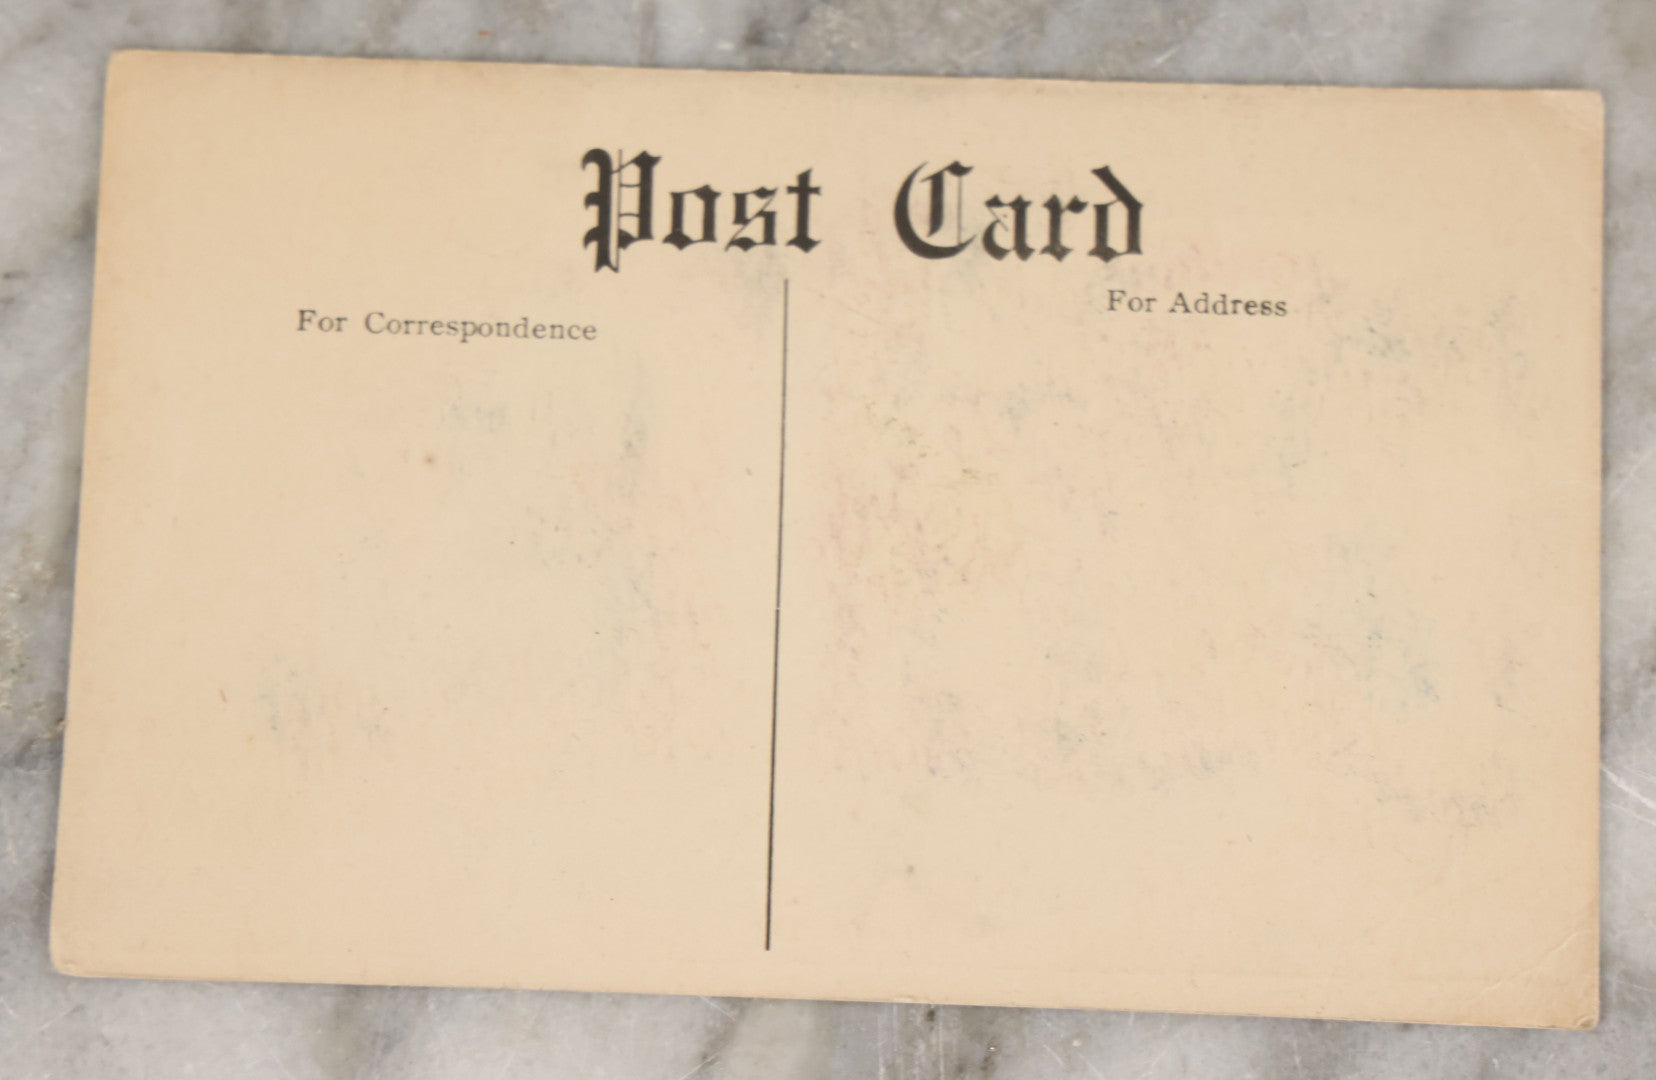 Post Card
For Correspondence
For Address